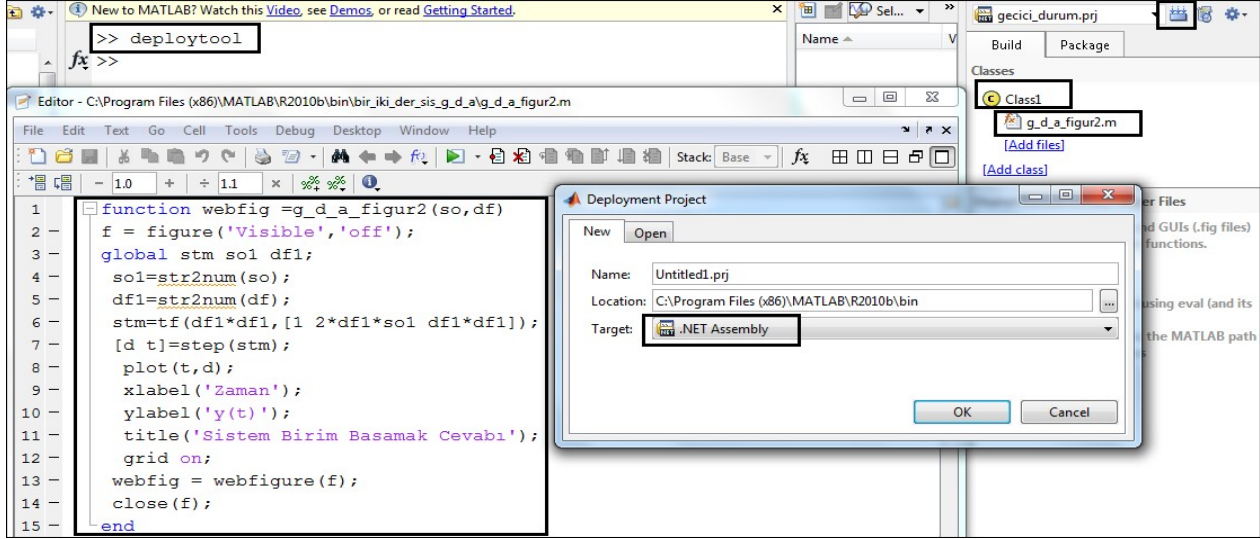 New to MATLAB? Watch this Video, see Demos, or read Getting Started.
>> deploytool
fx >>
Sel...
Name
V
gecici_durum.prj
Build Package
Classes
Class1
g_d_a_figur2.m
[Add files]
[Add class]
er Files
nd GUIs (.fig files)
functions.
using eval (and its
the MATLAB path
Editor - C:\Program Files (x86)\MATLAB\R2010b\bin\bir_iki_der_sis_g_d_a\g_d_a_figur2.m
File Edit Text Go Cell Tools Debug Desktop Window Help
Stack: Base fx
- 1.0 + ÷ 1.1 ×
1 function webfig =g_d_a_figur2(so,df)
2 - f = figure('Visible','off');
3 - global stm so1 df1;
4 - so1=str2num(so);
5 - df1=str2num(df);
6 - stm=tf(df1*df1,[1 2*df1*so1 df1*df1]);
7 - [d t]=step(stm);
8 - plot(t,d);
9 - xlabel('Zaman');
10 - ylabel('y(t)');
11 - title('Sistem Birim Basamak Cevabı');
12 - grid on;
13 - webfig = webfigure(f);
14 - close(f);
15 - end
Deployment Project
New Open
Name: Untitled1.prj
Location: C:\Program Files (x86)\MATLAB\R2010b\bin ...
Target: .NET Assembly
OK Cancel